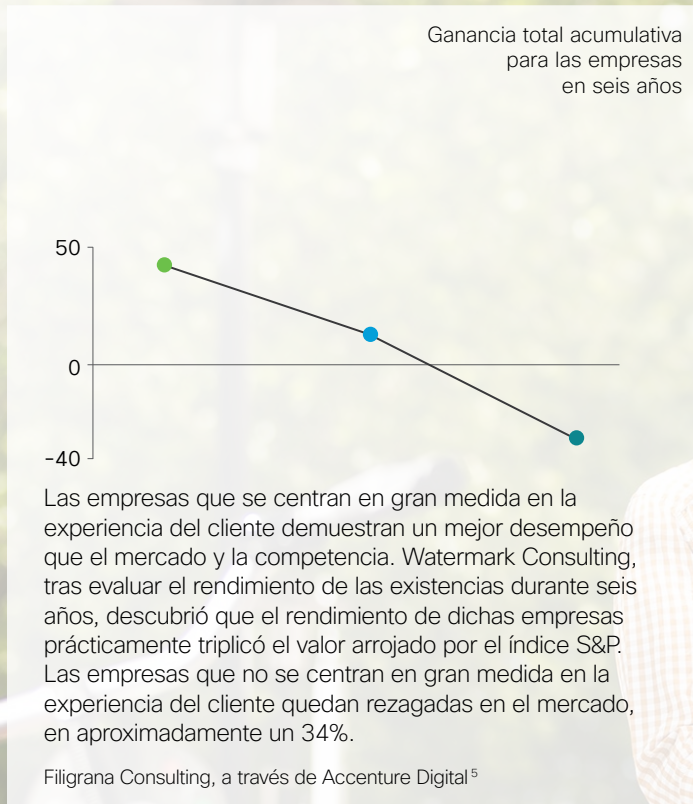 Ganancia total acumulativa
para las empresas
en seis años
50
0
-40
Las empresas que se centran en gran medida en la
experiencia del cliente demuestran un mejor desempeño
que el mercado y la competencia. Watermark Consulting,
tras evaluar el rendimiento de las existencias durante seis
años, descubrió que el rendimiento de dichas empresas
prácticamente triplicó el valor arrojado por el índice S&P.
Las empresas que no se centran en gran medida en la
experiencia del cliente quedan rezagadas en el mercado,
en aproximadamente un 34%.
Filigrana Consulting, a través de Accenture Digital 5